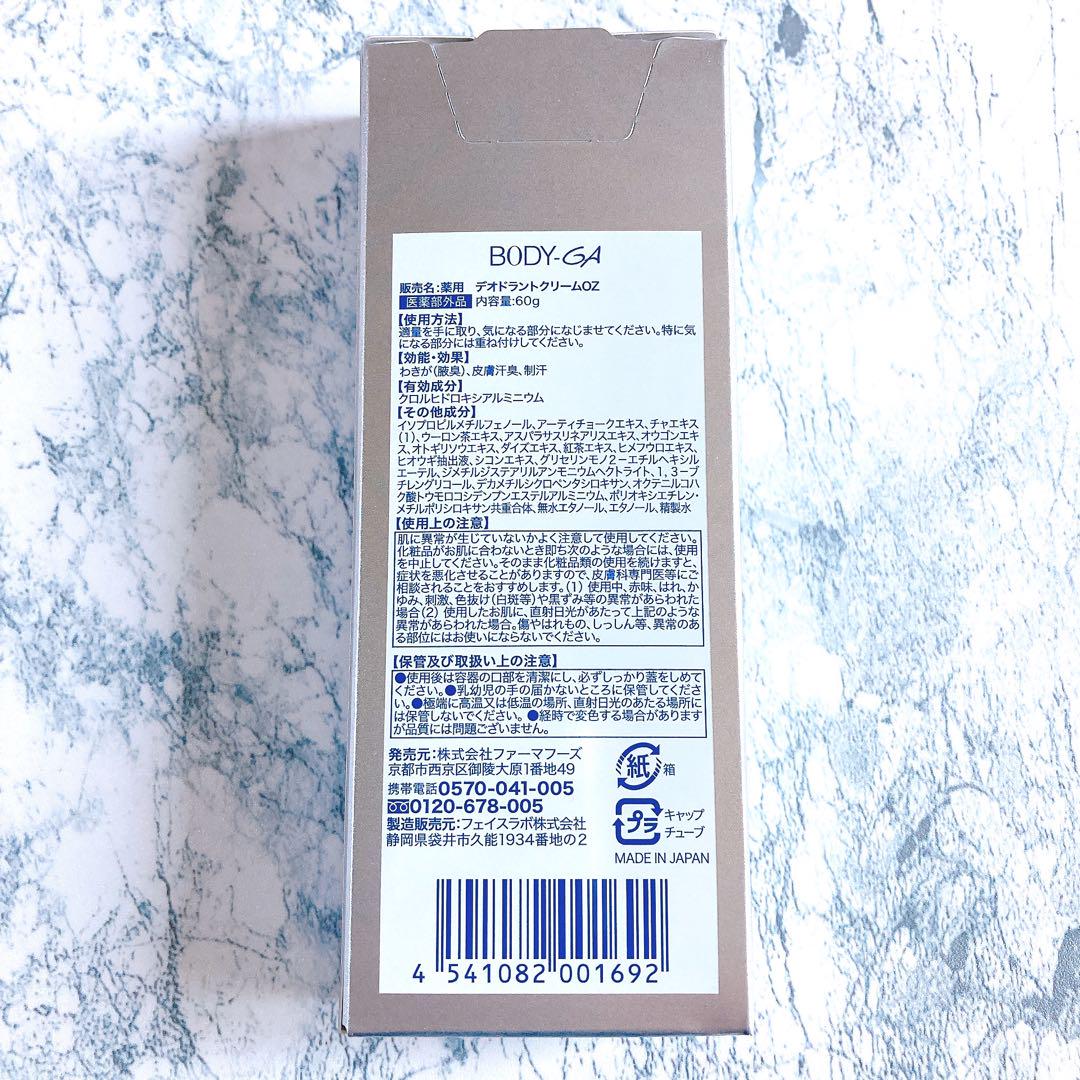 BODY-GA
販売名:薬用 デオドラントクリームOZ
医薬部外品 内容量:60g
【使用方法】
適量を手に取り、気になる部分になじませてください。特に気
になる部分には重ね付けしてください。
【効能・効果】
わきが(腋臭)、皮膚汗臭、制汗
【有効成分】
クロルヒドロキシアルミニウム
【その他成分】
イソプロピルメチルフェノール、アーティチョークエキス、チャエキス
(1)、ウーロン茶エキス、アスパラサスリネアリスエキス、オウゴンエキ
ス、オトギリソウエキス、ダイズエキス、紅茶エキス、ヒメフウロエキス、
ヒオウギ抽出液、シコンエキス、グリセリンモノ2-エチルヘキシル
エーテル、ジメチルジステアリルアンモニウムヘクトライト、1,3-ブ
チレングリコール、デカメチルシクロペンタシロキサン、オクテニルコハ
ク酸トウモロコシデンプンエステルアルミニウム、ポリオキシエチレン・
メチルポリシロキサン共重合体、無水エタノール、エタノール、精製水
【使用上の注意】
肌に異常が生じていないかよく注意して使用してください。
化粧品がお肌に合わないとき即ち次のような場合には、使用
を中止してください。そのまま化粧品類の使用を続けますと、
症状を悪化させることがありますので、皮膚科専門医等にご
相談されることをおすすめします。(1) 使用中、赤味、はれ、か
ゆみ、刺激、色抜け(白斑等)や黒ずみ等の異常があらわれた
場合(2) 使用したお肌に、直射日光があたって上記のような
異常があらわれた場合。傷やはれもの、しっしん等、異常のあ
る部位にはお使いにならないでください。
【保管及び取扱い上の注意】
●使用後は容器の口部を清潔にし、必ずしっかり蓋をしめて
ください。●乳幼児の手の届かないところに保管してくださ
い。●極端に高温又は低温の場所、直射日光のあたる場所に
は保管しないでください。●経時で変色する場合があります
が品質には問題ございません。
発売元:株式会社ファーマフーズ
京都市西京区御陵大原1番地49
携帯電話0570-041-005
0120-678-005
製造販売元:フェイスラボ株式会社
静岡県袋井市久能1934番地の2
紙 箱
プラ キャップ
チューブ
MADE IN JAPAN
4 541082 001692